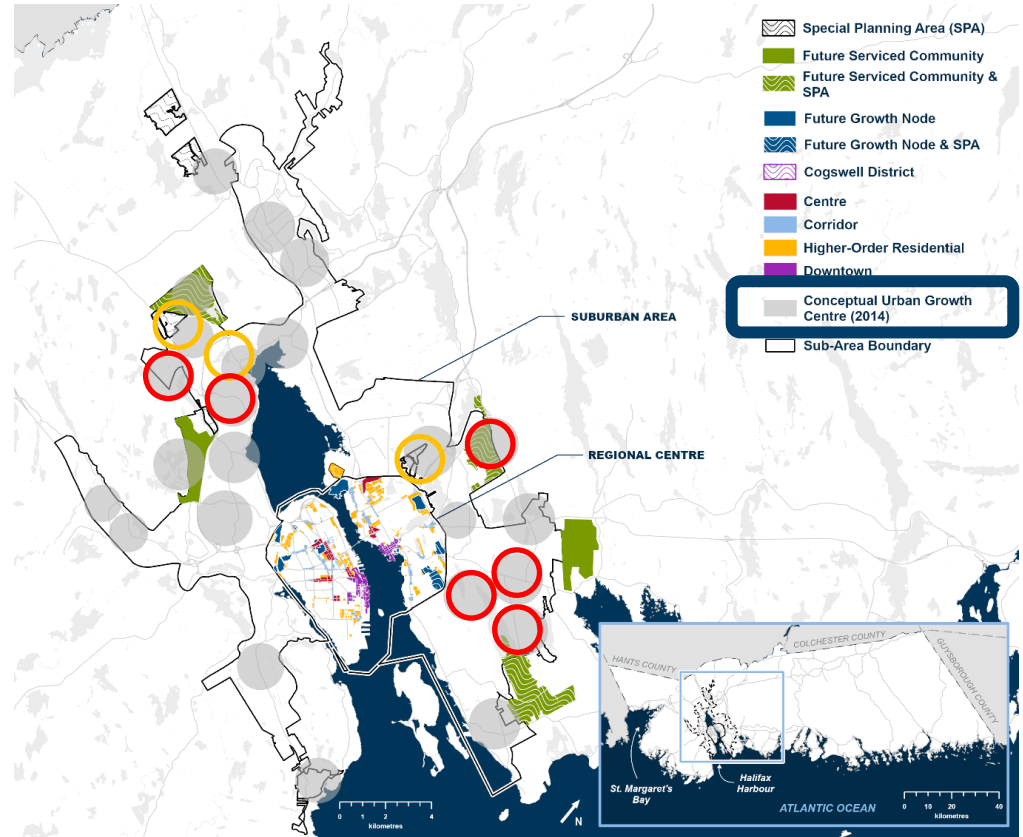 Special Planning Area (SPA)
Future Serviced Community
Future Serviced Community &
SPA
Future Growth Node
Future Growth Node & SPA
Cogswell District
Centre
Corridor
Higher-Order Residential
Downtown
Conceptual Urban Growth
Centre (2014)
Sub-Area Boundary
SUBURBAN AREA
REGIONAL CENTRE
COLCHESTER COUNTY
HANTS COUNTY
GUYSBOROUGH COUNTY
St. Margaret's
Bay
Halifax
Harbour
ATLANTIC OCEAN
0 10 20 40
kilometres
0 1 2 4
kilometres
N